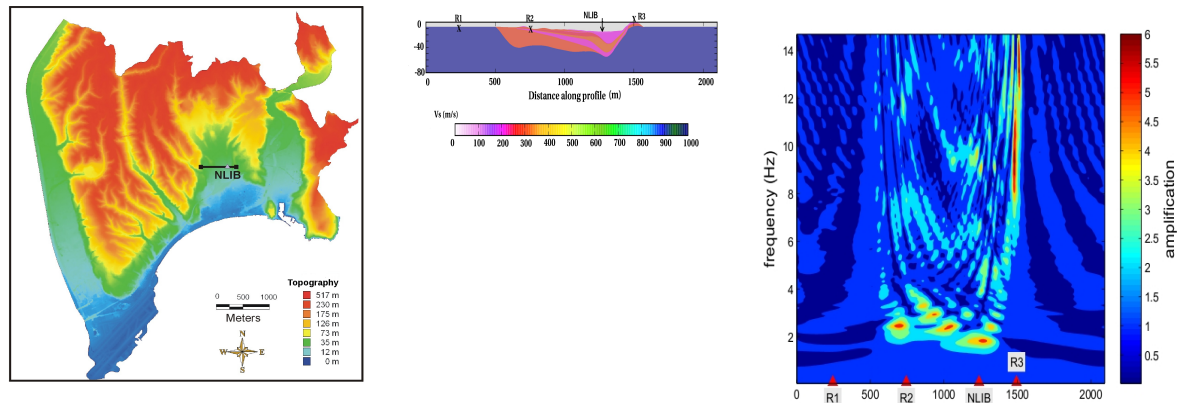 NLIB
Topography
517 m
230 m
175 m
126 m
73 m
35 m
12 m
0 m
0 500 1000
Meters
N
W E
S
R1 R2 NLIB R3
X X X
0
-40
-80
0 500 1000 1500 2000
Distance along profile (m)
Vs (m/s)
0 100 200 300 400 500 600 700 800 900 1000
frequency (Hz)
14
12
10
8
6
4
2
0 500 1000 1500 2000
R1 R2 NLIB R3
6
5.5
5
4.5
4
3.5
3
2.5
2
1.5
1
0.5
amplification